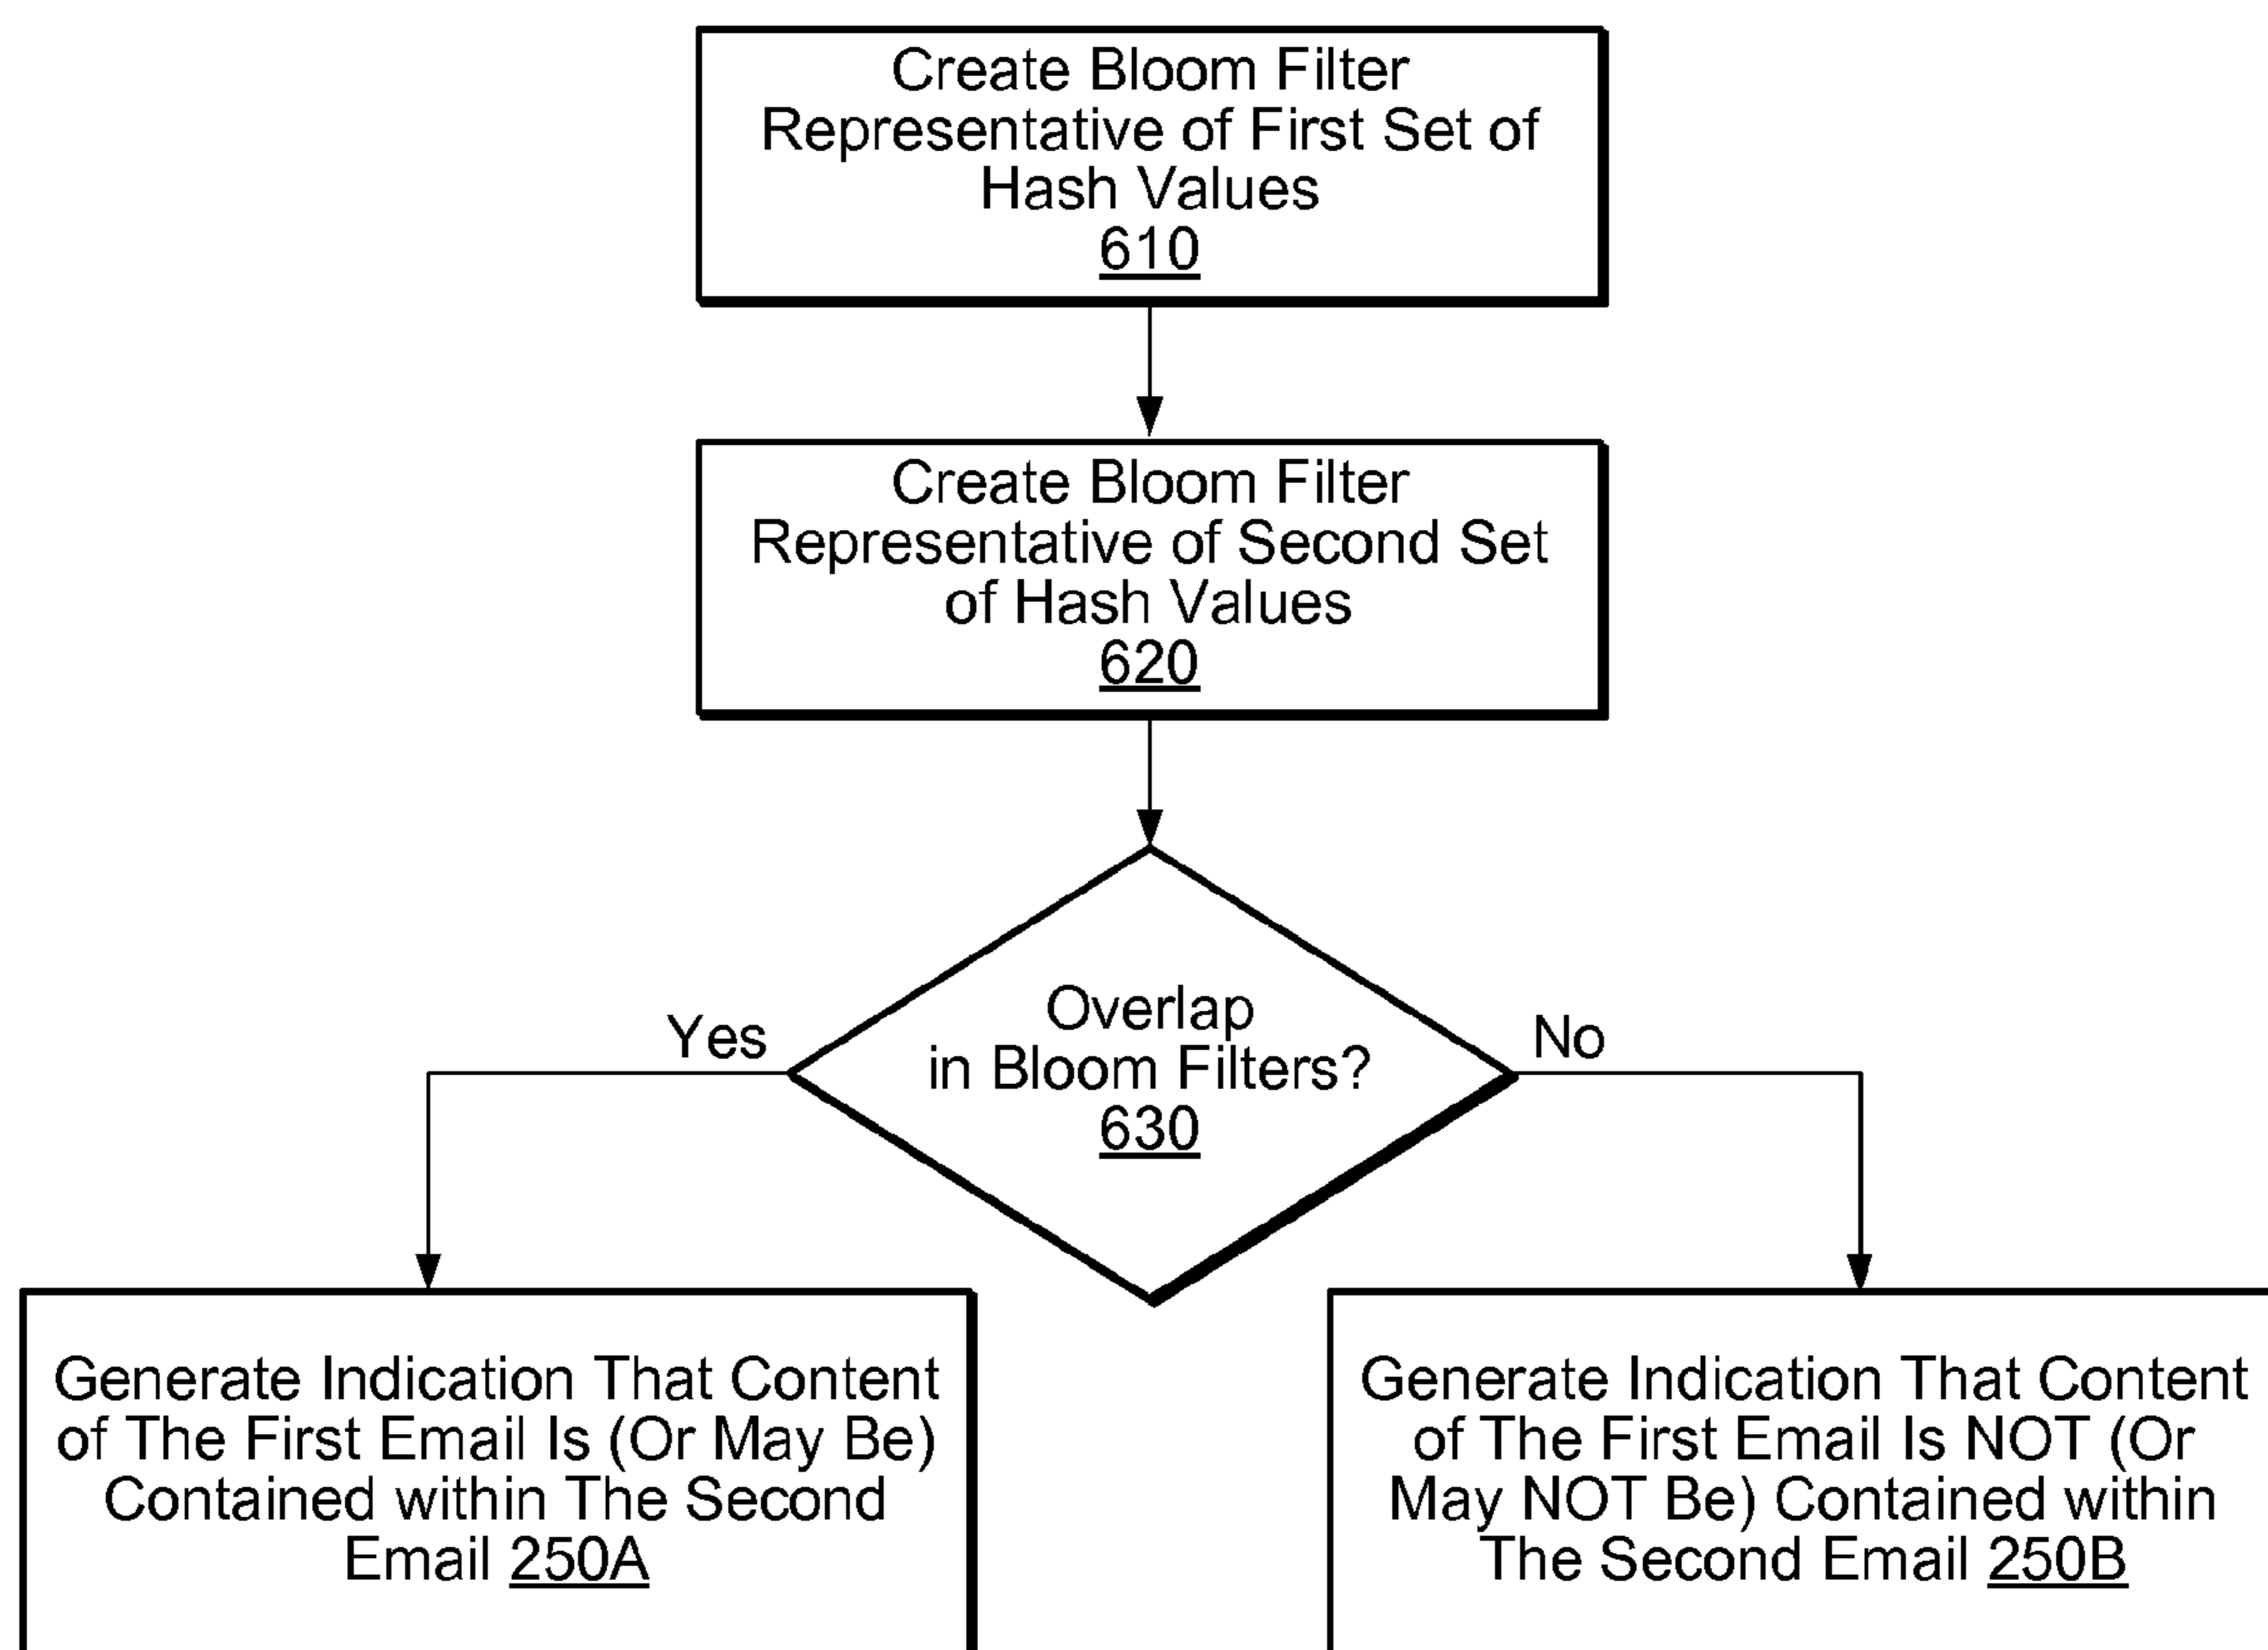 Create Bloom Filter
Representative of First Set of
Hash Values
610
Create Bloom Filter
Representative of Second Set
of Hash Values
620
Overlap
in Bloom Filters?
630
Yes
No
Generate Indication That Content
of The First Email Is (Or May Be)
Contained within The Second
Email 250A
Generate Indication That Content
of The First Email Is NOT (Or
May NOT Be) Contained within
The Second Email 250B